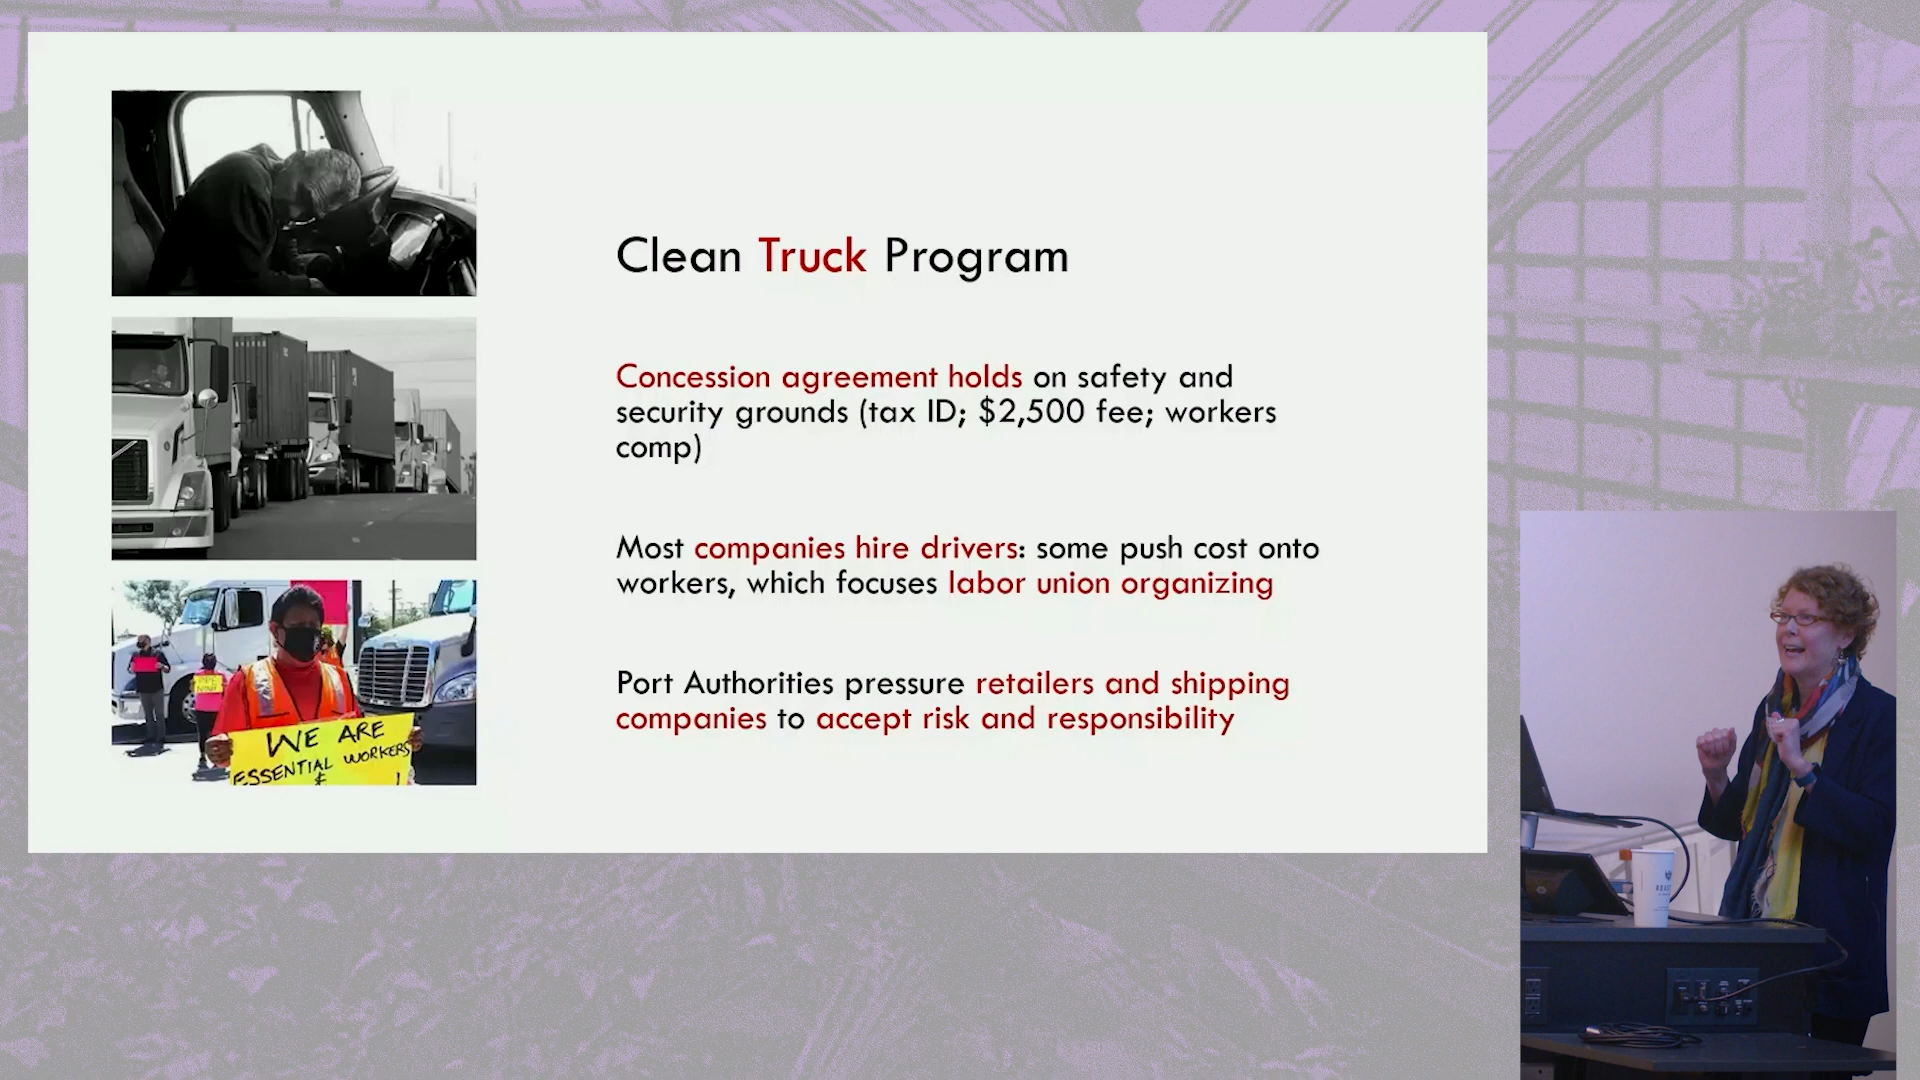 Clean Truck Program
Concession agreement holds on safety and
security grounds (tax ID; $2,500 fee; workers
comp)
Most companies hire drivers: some push cost onto
workers, which focuses labor union organizing
Port Authorities pressure retailers and shipping
companies to accept risk and responsibility
WE ARE
ESSENTIAL WORKERS